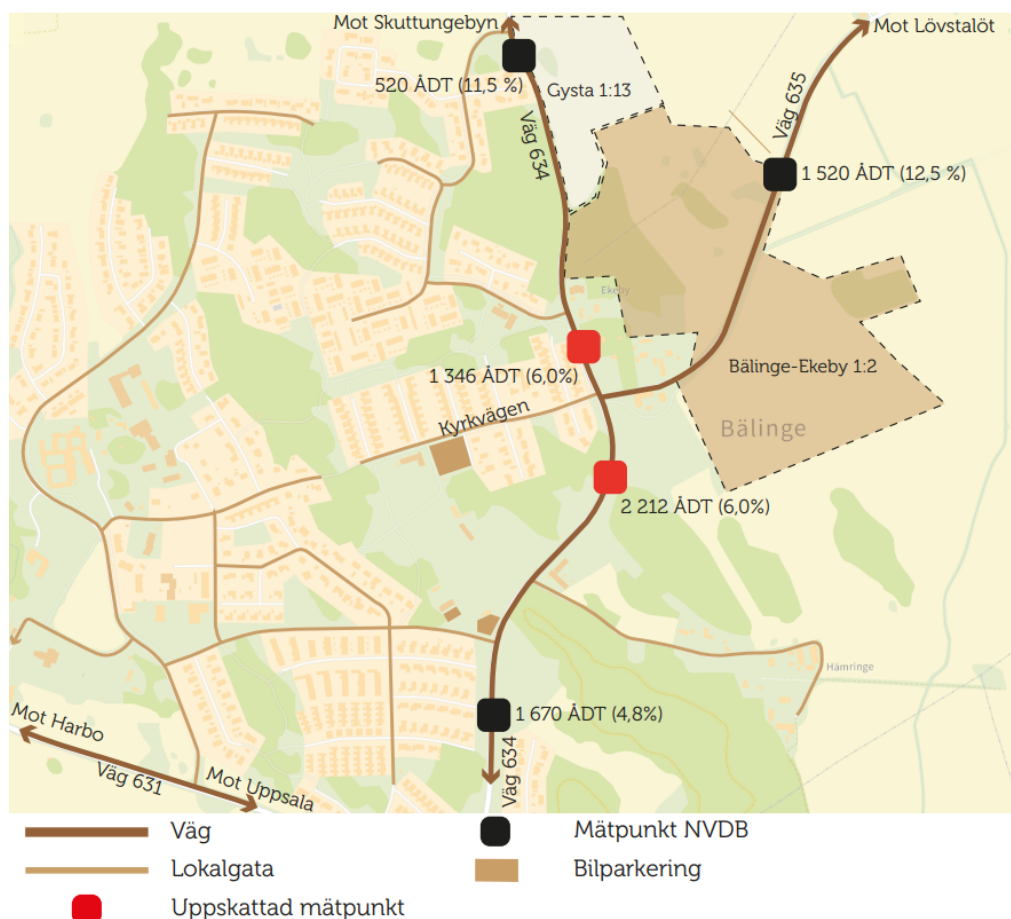 Mot Skuttungebyn
Mot Lövstalöt
520 ÅDT (11,5 %)
Gysta 1:13
Väg 634
Väg 635
1 520 ÅDT (12,5 %)
Ekeby
1 346 ÅDT (6,0%)
Bälinge-Ekeby 1:2
Kyrkvägen
Bälinge
2 212 ÅDT (6,0%)
Hämringe
1 670 ÅDT (4,8%)
Mot Harbo
Väg 631
Mot Uppsala
Väg 634
Väg
Mätpunkt NVDB
Lokalgata
Bilparkering
Uppskattad mätpunkt